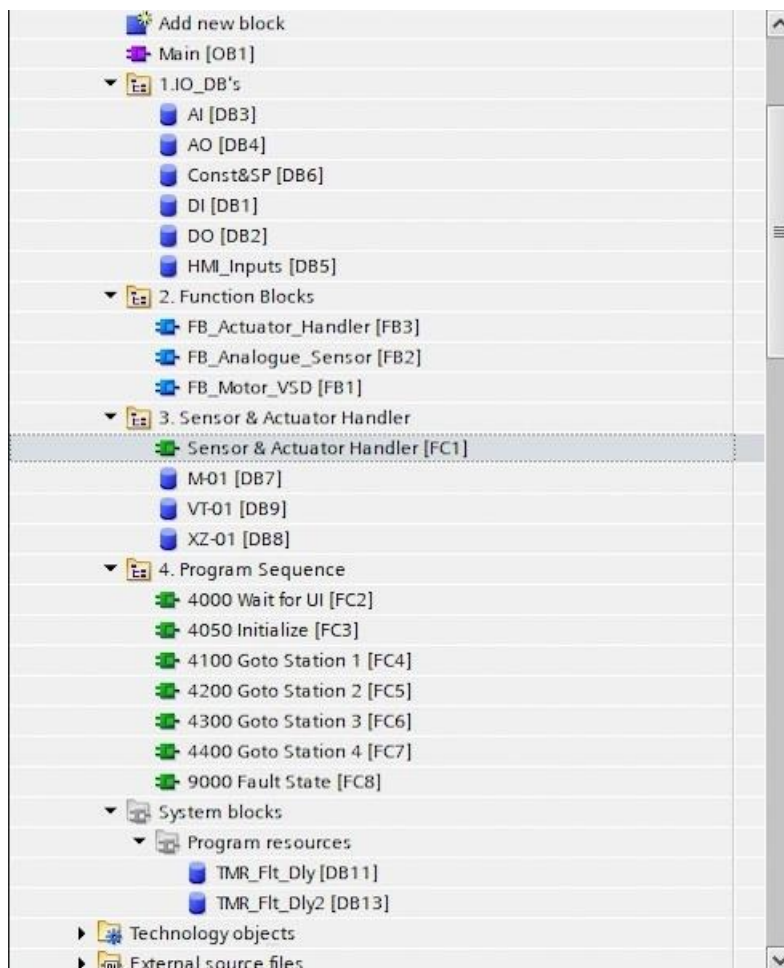 Add new block
Main [OB1]
1.IO_DB's
AI [DB3]
AO [DB4]
Const&SP [DB6]
DI [DB1]
DO [DB2]
HMI_Inputs [DB5]
2. Function Blocks
FB_Actuator_Handler [FB3]
FB_Analogue_Sensor [FB2]
FB_Motor_VSD [FB1]
3. Sensor & Actuator Handler
Sensor & Actuator Handler [FC1]
M-01 [DB7]
VT-01 [DB9]
XZ-01 [DB8]
4. Program Sequence
4000 Wait for UI [FC2]
4050 Initialize [FC3]
4100 Goto Station 1 [FC4]
4200 Goto Station 2 [FC5]
4300 Goto Station 3 [FC6]
4400 Goto Station 4 [FC7]
9000 Fault State [FC8]
System blocks
Program resources
TMR_Flt_Dly [DB11]
TMR_Flt_Dly2 [DB13]
Technology objects
External source files